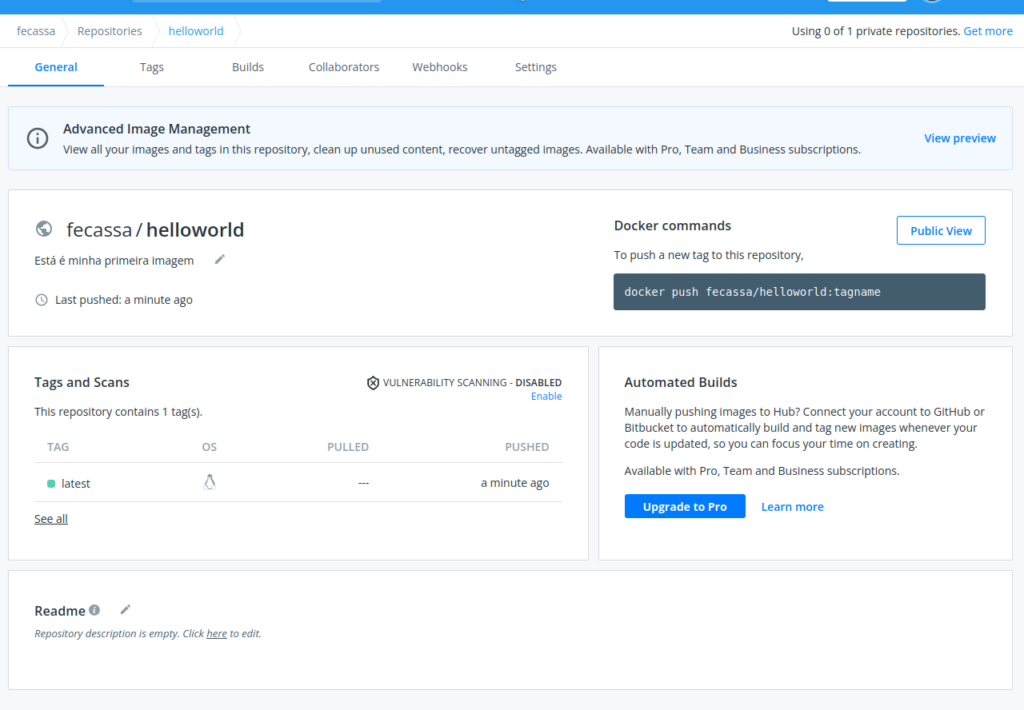 fecassa
Repositories
helloworld
Using 0 of 1 private repositories. Get more
General
Tags
Builds
Collaborators
Webhooks
Settings
Advanced Image Management
View all your images and tags in this repository, clean up unused content, recover untagged images. Available with Pro, Team and Business subscriptions.
View preview
fecassa / helloworld
Está é minha primeira imagem
Last pushed: a minute ago
Docker commands
Public View
To push a new tag to this repository,
docker push fecassa/helloworld:tagname
Tags and Scans
VULNERABILITY SCANNING - DISABLED
Enable
This repository contains 1 tag(s).
TAG OS PULLED PUSHED
latest --- a minute ago
See all
Automated Builds
Manually pushing images to Hub? Connect your account to GitHub or
Bitbucket to automatically build and tag new images whenever your
code is updated, so you can focus your time on creating.
Available with Pro, Team and Business subscriptions.
Upgrade to Pro
Learn more
Readme
Repository description is empty. Click here to edit.